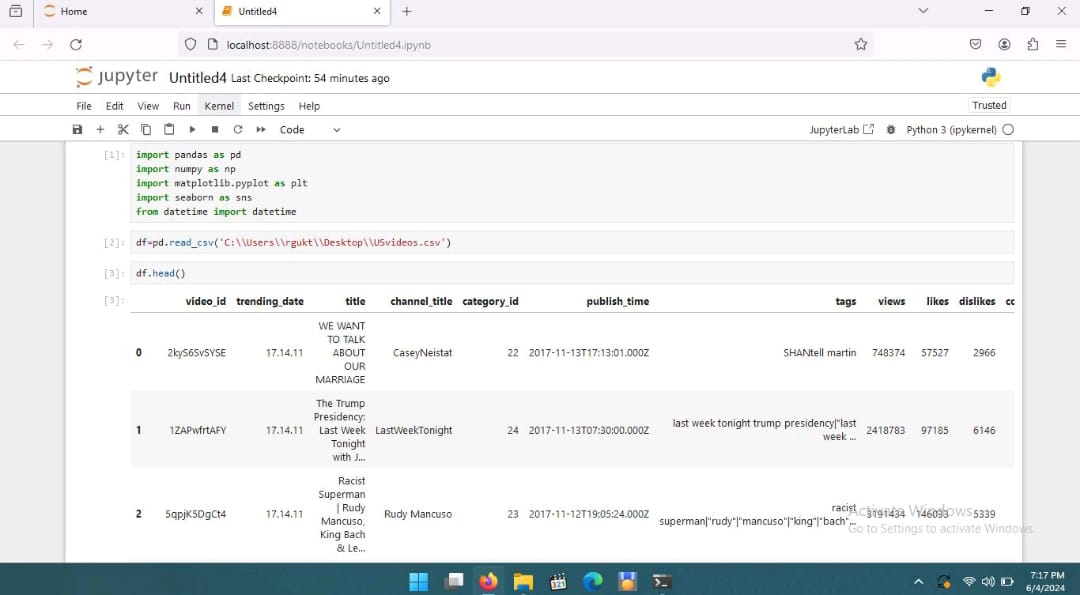 Home
Untitled4
localhost:8888/notebooks/Untitled4.ipynb
jupyter Untitled4 Last Checkpoint: 54 minutes ago
File Edit View Run Kernel Settings Help
Trusted
Code
JupyterLab
Python 3 (ipykernel)
[1]: import pandas as pd
import numpy as np
import matplotlib.pyplot as plt
import seaborn as sns
from datetime import datetime
[2]: df=pd.read_csv('C:\\Users\\rgukt\\Desktop\\USvideos.csv')
[3]: df.head()
[3]: video_id trending_date title channel_title category_id publish_time tags views likes dislikes cc
WE WANT
TO TALK
0 2kyS6SvSYSE 17.14.11 ABOUT CaseyNeistat 22 2017-11-13T17:13:01.000Z SHANtell martin 748374 57527 2966
OUR
MARRIAGE
The Trump
Presidency:
1 1ZAPwfrtAFY 17.14.11 Last Week LastWeekTonight 24 2017-11-13T07:30:00.000Z last week tonight trump presidency|"last 2418783 97185 6146
week ...
Tonight
with J...
Racist
Superman
| Rudy
2 5qpjK5DgCt4 17.14.11 Mancuso, Rudy Mancuso 23 2017-11-12T19:05:24.000Z racist 3191434 146033 5339
superman|"rudy"|"mancuso"|"king"|"bach"...
King Bach
& Le...
Activate Windows
Go to Settings to activate Windows.
321
7:17 PM
6/4/2024